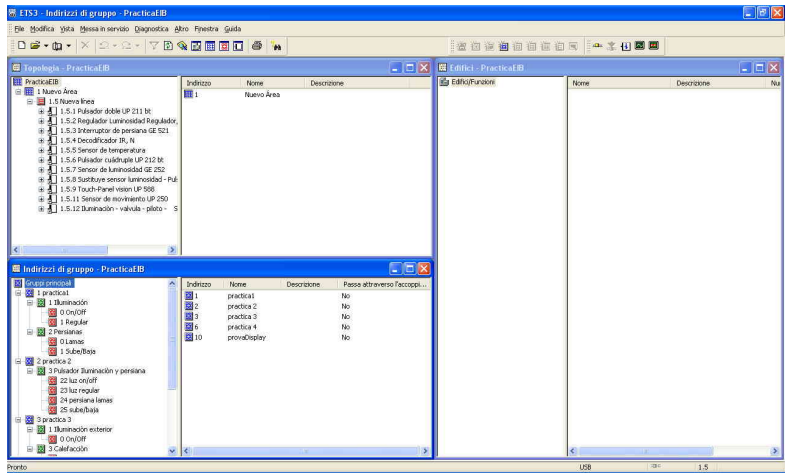 ETS3 - Indirizzi di gruppo - PracticaEIB
File Modifica Vista Messa in servizio Diagnostica Altro Finestra Guida
Topologia - PracticaEIB
PracticaEIB
1 Nuevo Área
1.5 Nueva línea
1.5.1 Pulsador doble UP 211 bt
1.5.2 Regulador Luminosidad Regulador,
1.5.3 Interruptor de persiana GE 521
1.5.4 Decodificador IR, N
1.5.5 Sensor de temperatura
1.5.6 Pulsador cuádruple UP 212 bt
1.5.7 Sensor de luminosidad GE 252
1.5.8 Sustituye sensor luminosidad - Pul
1.5.9 Touch-Panel vision UP 588
1.5.11 Sensor de movimiento UP 250
1.5.12 Iluminación - valvula - piloto - S
Indirizzo Nome Descrizione
1 Nuevo Área
Edifici - PracticaEIB
Edifici/Funzioni
Nome Descrizione Nu
Indirizzi di gruppo - PracticaEIB
Gruppi principali
1 practica1
1 Iluminación
0 On/Off
1 Regular
2 Persianas
0 Lamas
1 Sube/Baja
2 practica 2
3 Pulsador Iluminación y persiana
22 luz on/off
23 luz regular
24 persiana lamas
25 sube/baja
3 practica 3
1 Iluminación exterior
0 On/Off
3 Calefacción
Indirizzo Nome Descrizione Passa attraverso l'accoppi...
1 practica1 No
2 practica 2 No
3 practica 3 No
6 practica 4 No
10 provaDisplay No
Pronto USB 1.5